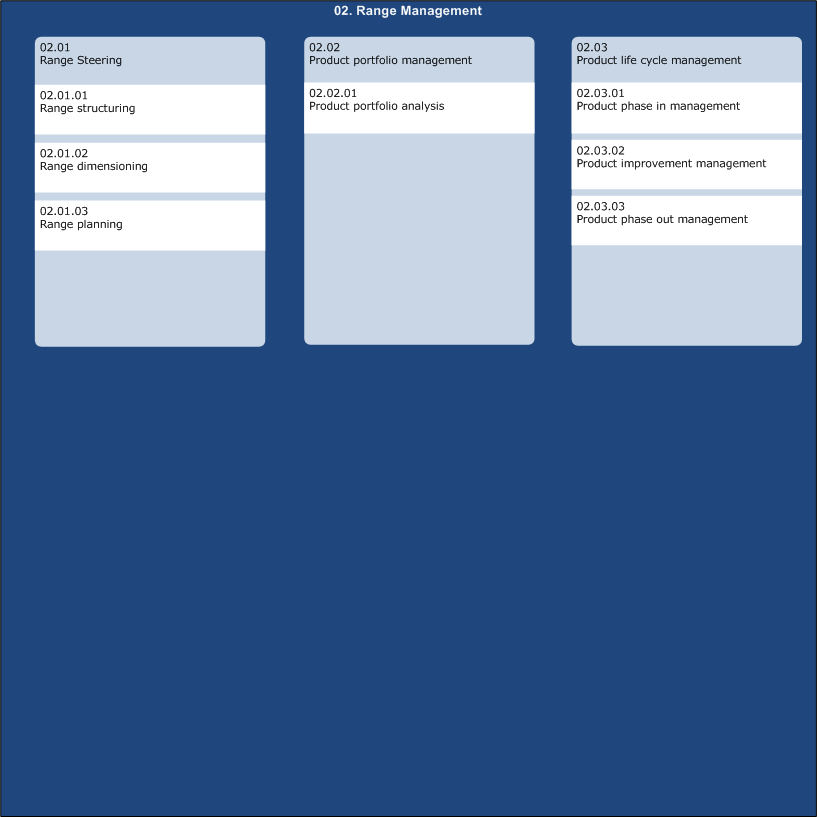 02. Range Management
02.01
Range Steering
02.01.01
Range structuring
02.01.02
Range dimensioning
02.01.03
Range planning
02.02
Product portfolio management
02.02.01
Product portfolio analysis
02.03
Product life cycle management
02.03.01
Product phase in management
02.03.02
Product improvement management
02.03.03
Product phase out management